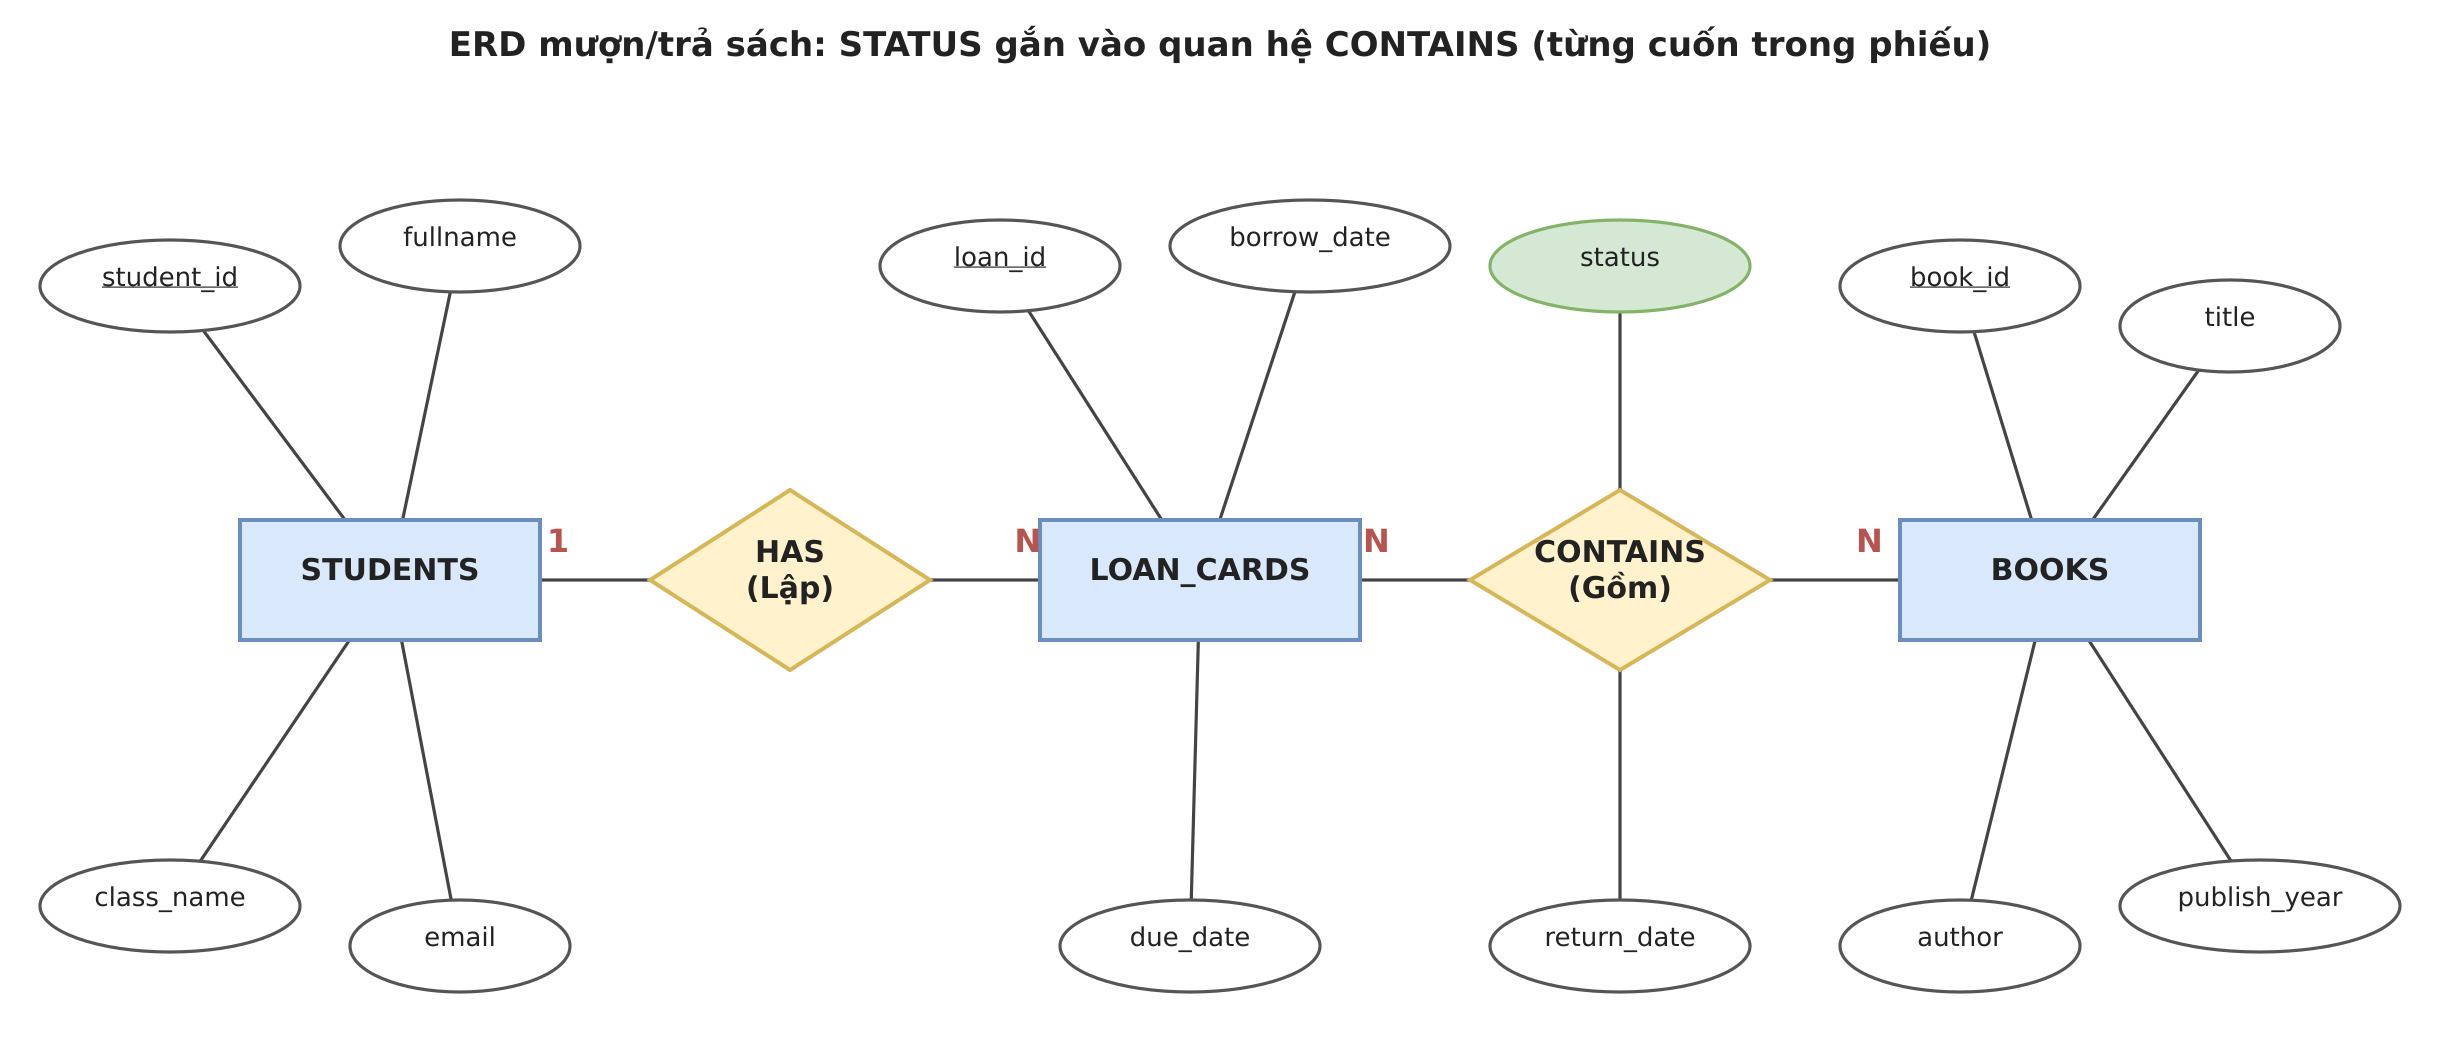 ERD mượn/trả sách: STATUS gắn vào quan hệ CONTAINS (từng cuốn trong phiếu)
student_id
fullname
loan_id
borrow_date
status
book_id
title
STUDENTS
1
HAS
(Lập)
N
LOAN_CARDS
N
CONTAINS
(Gồm)
N
BOOKS
class_name
email
due_date
return_date
author
publish_year